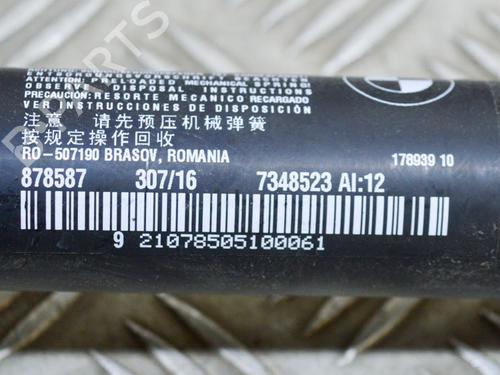 ENTSORGUNGSVORSCHRIFT
ATTENTION: PRELOADED MECHANICAL SPRING!
OBSERVE DISPOSAL INSTRUCTIONS
PRECAUCIÓN: RESORTE MECANICO RECARGADO
VER INSTRUCCIONES DE DISPOSICIÓN
注意 请先预压机械弹簧
按规定操作回收
RO-507190 BRASOV, ROMANIA
178939 10
878587 307/16 7348523 AI:12
9 21078505100061